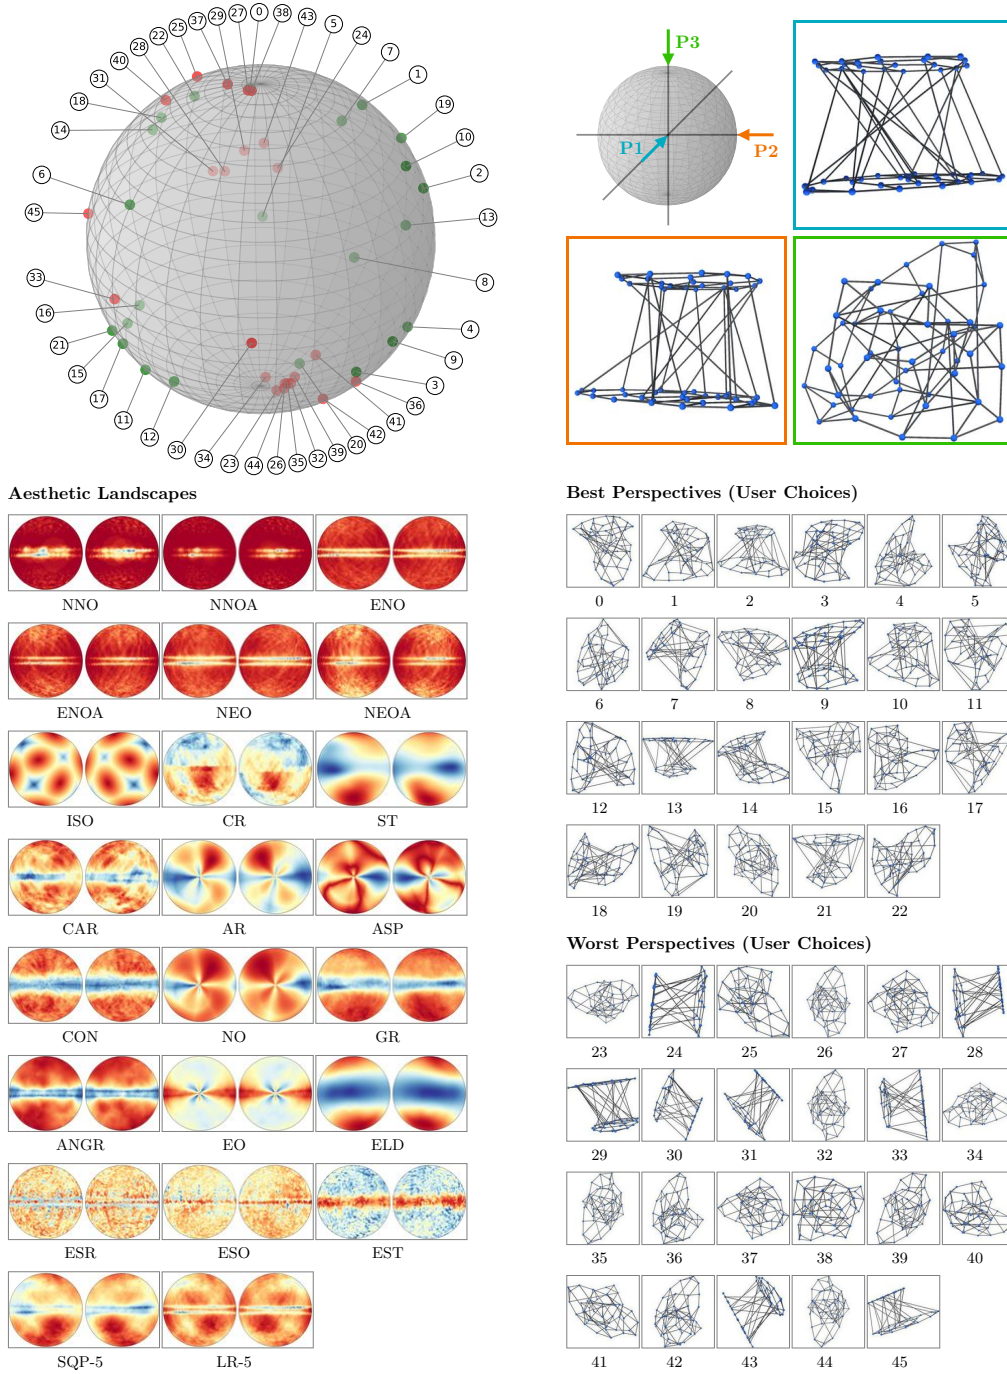 0
27
38
29
43
37
5
25
24
22
7
28
1
31
40
19
18
10
14
2
6
13
45
8
33
16
4
21
9
15
3
17
36
11
41
12
42
30
20
34
39
23
32
44
35
26
P3
P1
P2
Aesthetic Landscapes
NNO NNOA ENO
ENOA NEO NEOA
ISO CR ST
CAR AR ASP
CON NO GR
ANGR EO ELD
ESR ESO EST
SQP-5 LR-5
Best Perspectives (User Choices)
0 1 2 3 4 5
6 7 8 9 10 11
12 13 14 15 16 17
18 19 20 21 22
Worst Perspectives (User Choices)
23 24 25 26 27 28
29 30 31 32 33 34
35 36 37 38 39 40
41 42 43 44 45